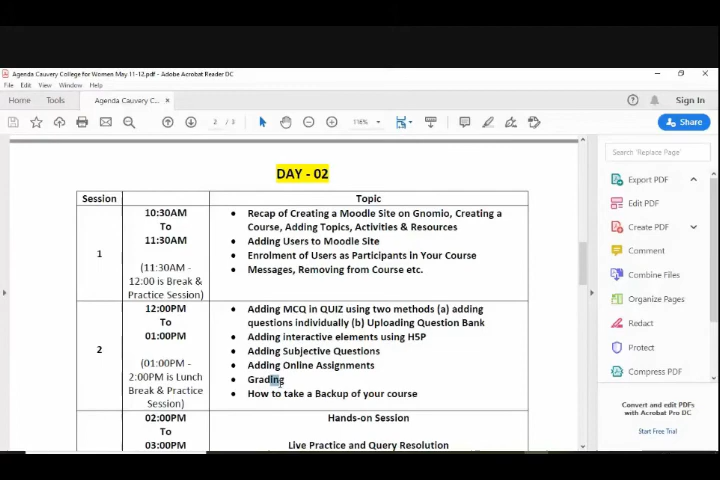 Agenda Cauvery College for Women May 11-12.pdf - Adobe Acrobat Reader DC
File Edit View Window Help
Home Tools Agenda Cauvery C... × Sign In
2 / 3 116% Share
DAY - 02
Session Topic
1
10:30AM
To
11:30AM
(11:30AM -
12:00 is Break &
Practice Session)
• Recap of Creating a Moodle Site on Gnomio, Creating a
Course, Adding Topics, Activities & Resources
• Adding Users to Moodle Site
• Enrolment of Users as Participants in Your Course
• Messages, Removing from Course etc.
2
12:00PM
To
01:00PM
(01:00PM -
2:00PM is Lunch
Break & Practice
Session)
• Adding MCQ in QUIZ using two methods (a) adding
questions individually (b) Uploading Question Bank
• Adding interactive elements using H5P
• Adding Subjective Questions
• Adding Online Assignments
• Grading
• How to take a Backup of your course
02:00PM
To
03:00PM
Hands-on Session
Live Practice and Query Resolution
Search 'Replace Page'
Export PDF
Edit PDF
Create PDF
Comment
Combine Files
Organize Pages
Redact
Protect
Compress PDF
Convert and edit PDFs
with Acrobat Pro DC
Start Free Trial